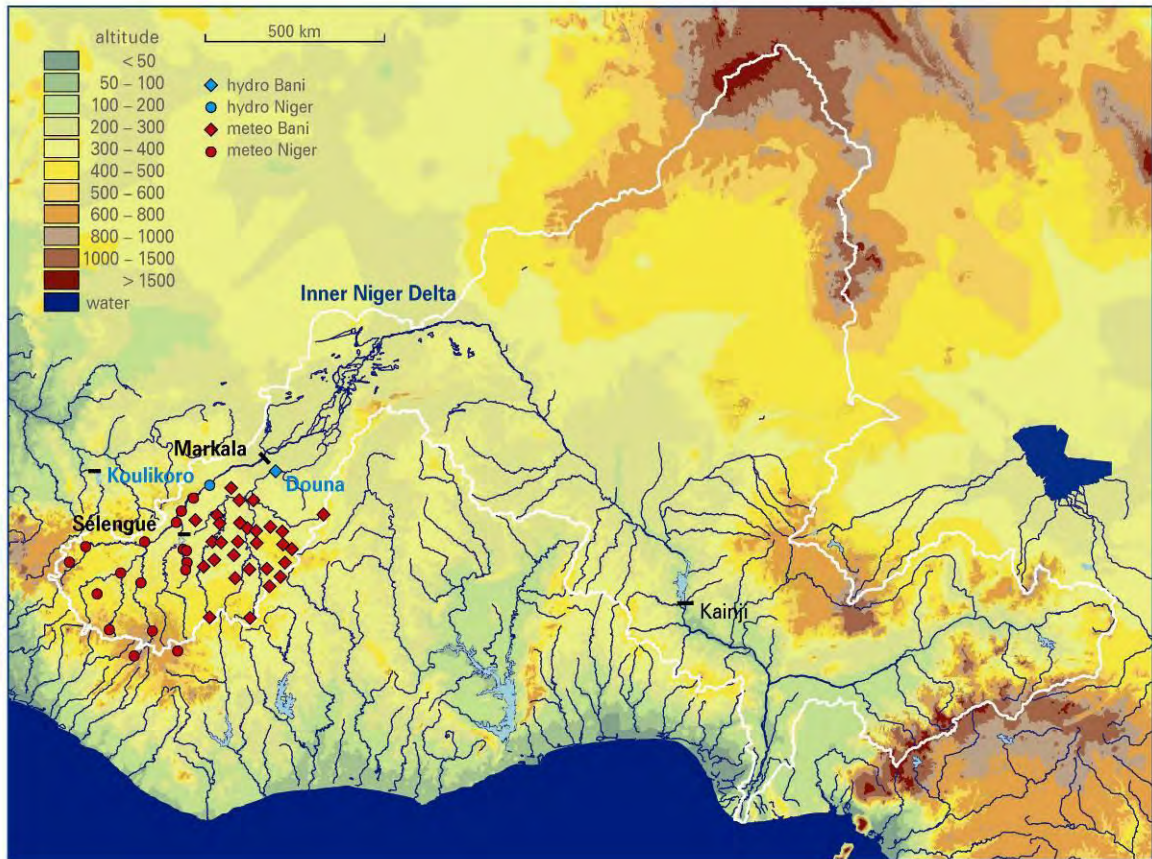 altitude
< 50
50 – 100
100 – 200
200 – 300
300 – 400
400 – 500
500 – 600
600 – 800
800 – 1000
1000 – 1500
> 1500
water
500 km
hydro Bani
hydro Niger
meteo Bani
meteo Niger
Inner Niger Delta
Markala
Koulikoro
Douna
Sélengué
Kainji